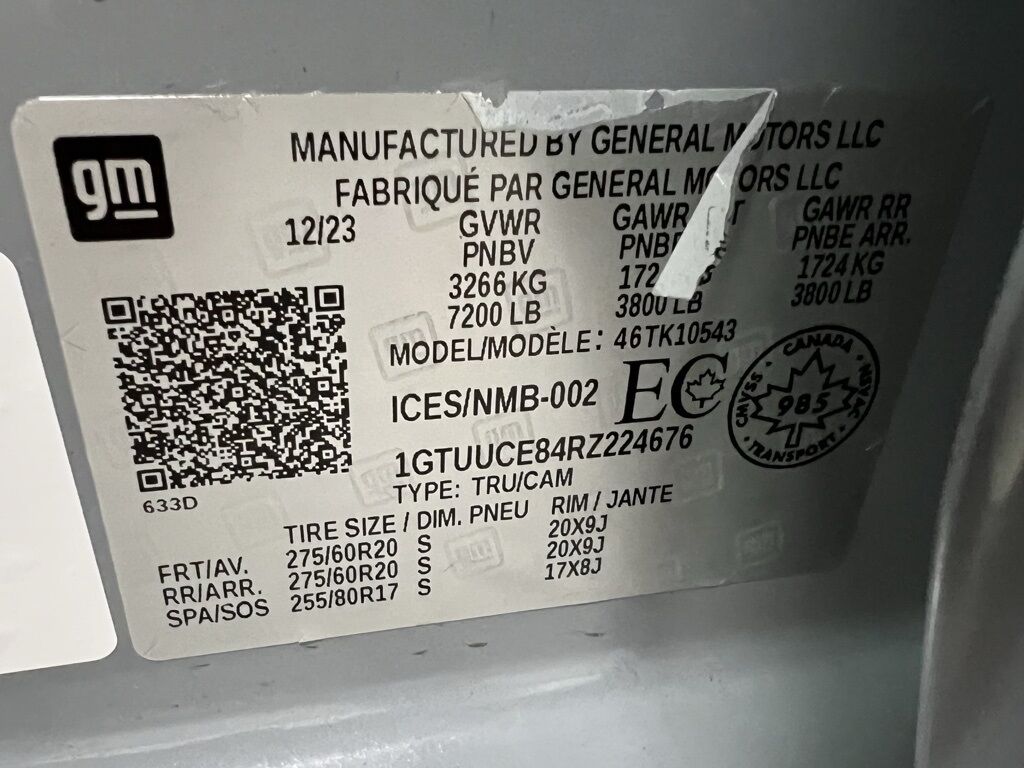 gm
MANUFACTURED BY GENERAL MOTORS LLC
FABRIQUÉ PAR GENERAL MOTORS LLC
12/23
GVWR GAWR GAWR RR
PNBV PNBE ARR.
3266 KG 1724 KG
7200 LB 3800 LB 3800 LB
MODEL/MODÈLE: 46TK10543
ICES/NMB-002 EC
CANADA
CMVSS NSVAC
985
TRANSPORT
1GTUUCE84RZ224676
TYPE: TRU/CAM
633D
TIRE SIZE / DIM. PNEU RIM / JANTE
FRT/AV. 275/60R20 S 20X9J
RR/ARR. 275/60R20 S 20X9J
SPA/SOS 255/80R17 S 17X8J